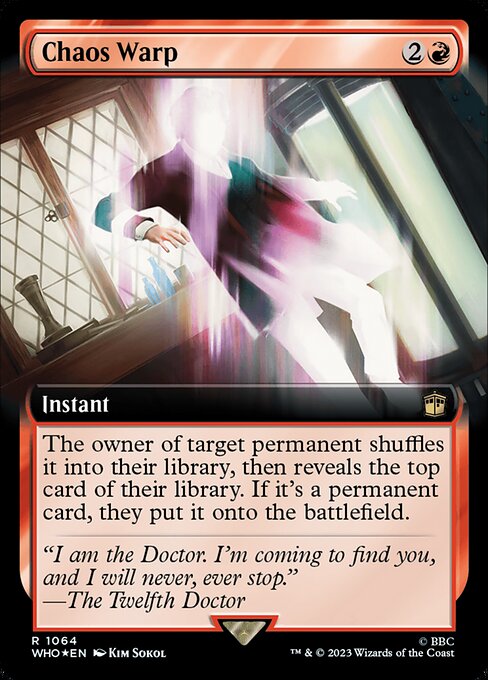 Chaos Warp 2
Instant
The owner of target permanent shuffles
it into their library, then reveals the top
card of their library. If it's a permanent
card, they put it onto the battlefield.
“I am the Doctor. I'm coming to find you,
and I will never, ever stop.”
—The Twelfth Doctor
R 1064
WHO★EN Kim Sokol
© BBC
™ & © 2023 Wizards of the Coast